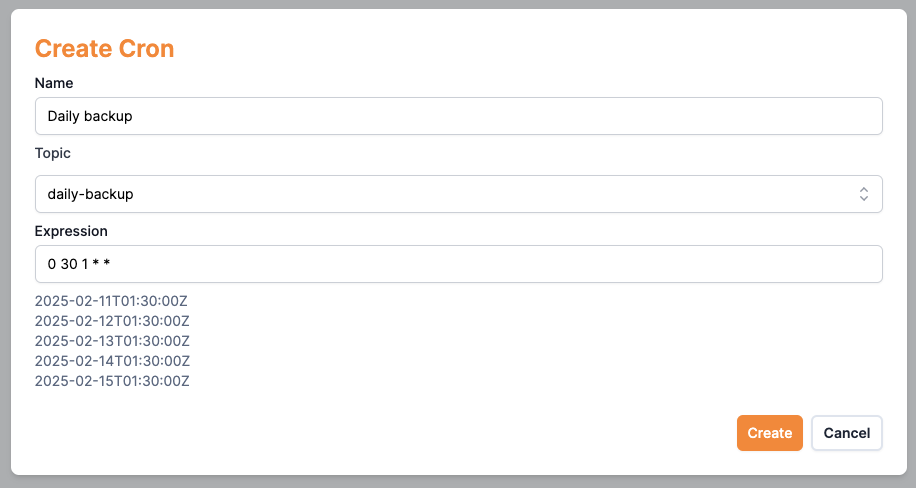 Create Cron
Name
Daily backup
Topic
daily-backup
Expression
0 30 1 * *
2025-02-11T01:30:00Z
2025-02-12T01:30:00Z
2025-02-13T01:30:00Z
2025-02-14T01:30:00Z
2025-02-15T01:30:00Z
Create
Cancel